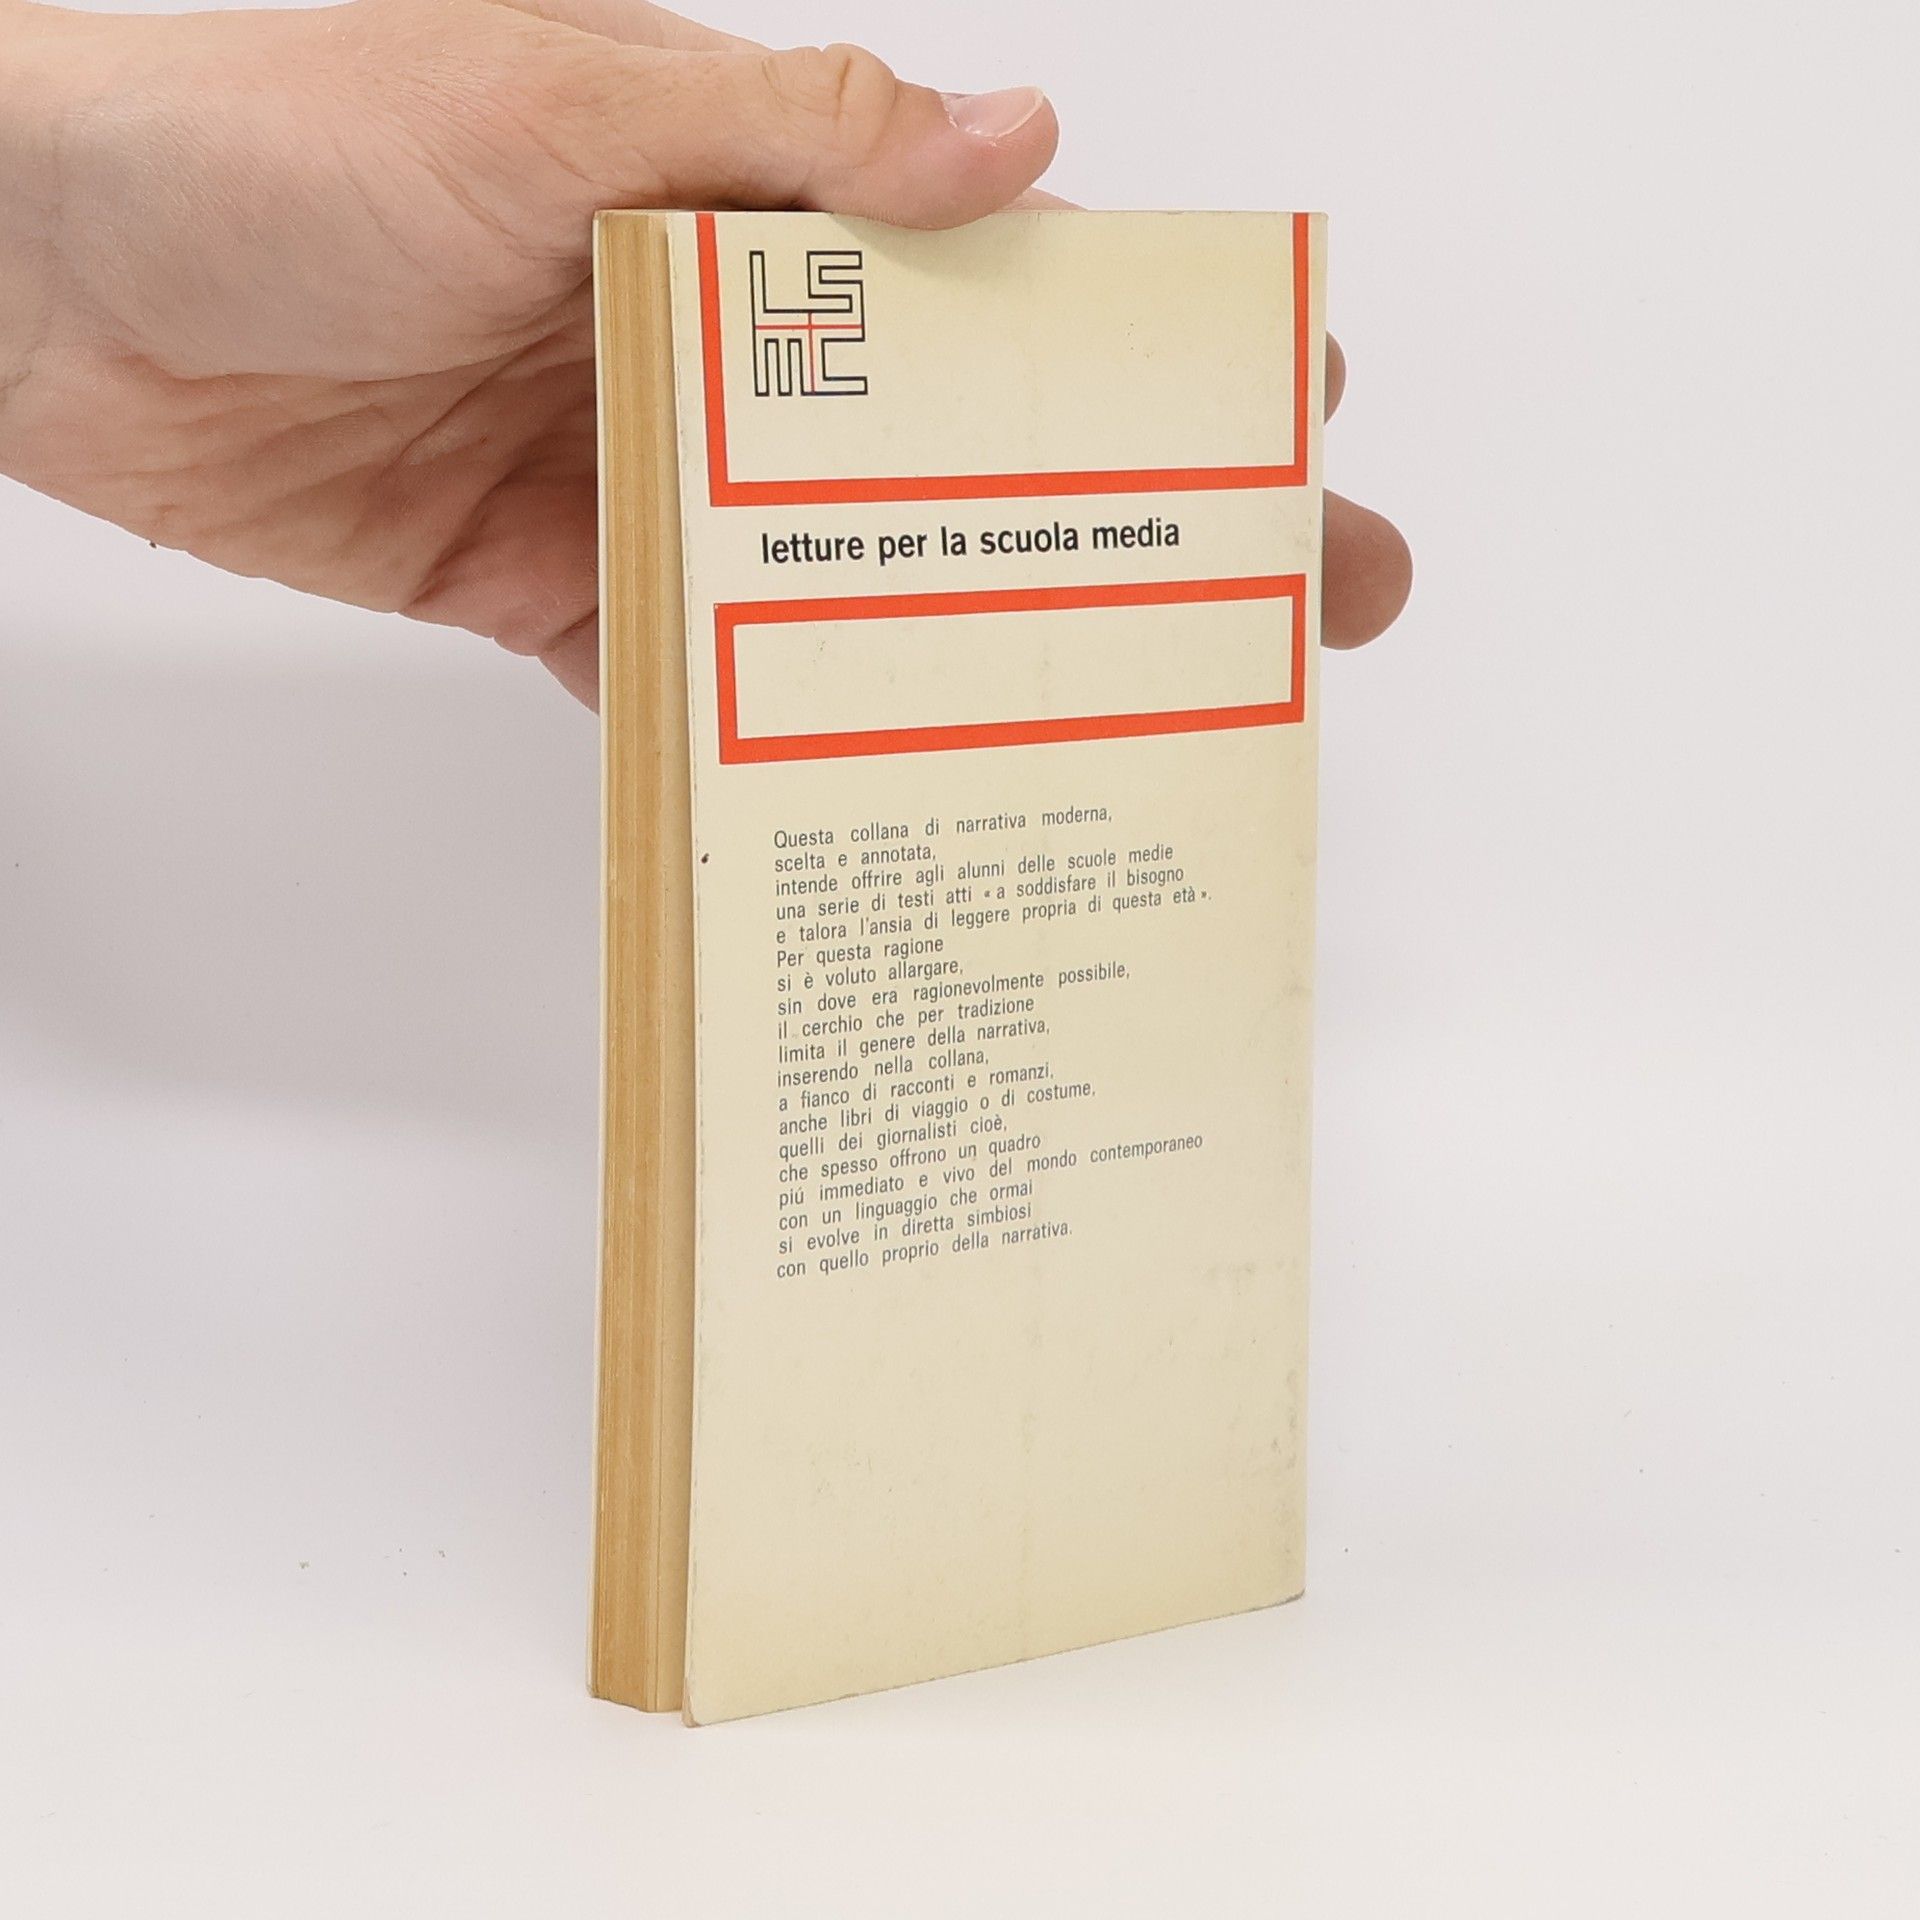 LS
mC
letture per la scuola media
Questa collana di narrativa moderna,
scelta e annotata,
intende offrire agli alunni delle scuole medie
una serie di testi atti « a soddisfare il bisogno
e talora l'ansia di leggere propria di questa età ».
Per questa ragione
si è voluto allargare,
sin dove era ragionevolmente possibile,
il cerchio che per tradizione
limita il genere della narrativa,
inserendo nella collana,
a fianco di racconti e romanzi,
anche libri di viaggio o di costume,
quelli dei giornalisti cioè,
che spesso offrono un quadro
piú immediato e vivo del mondo contemporaneo
con un linguaggio che ormai
si evolve in diretta simbiosi
con quello proprio della narrativa.